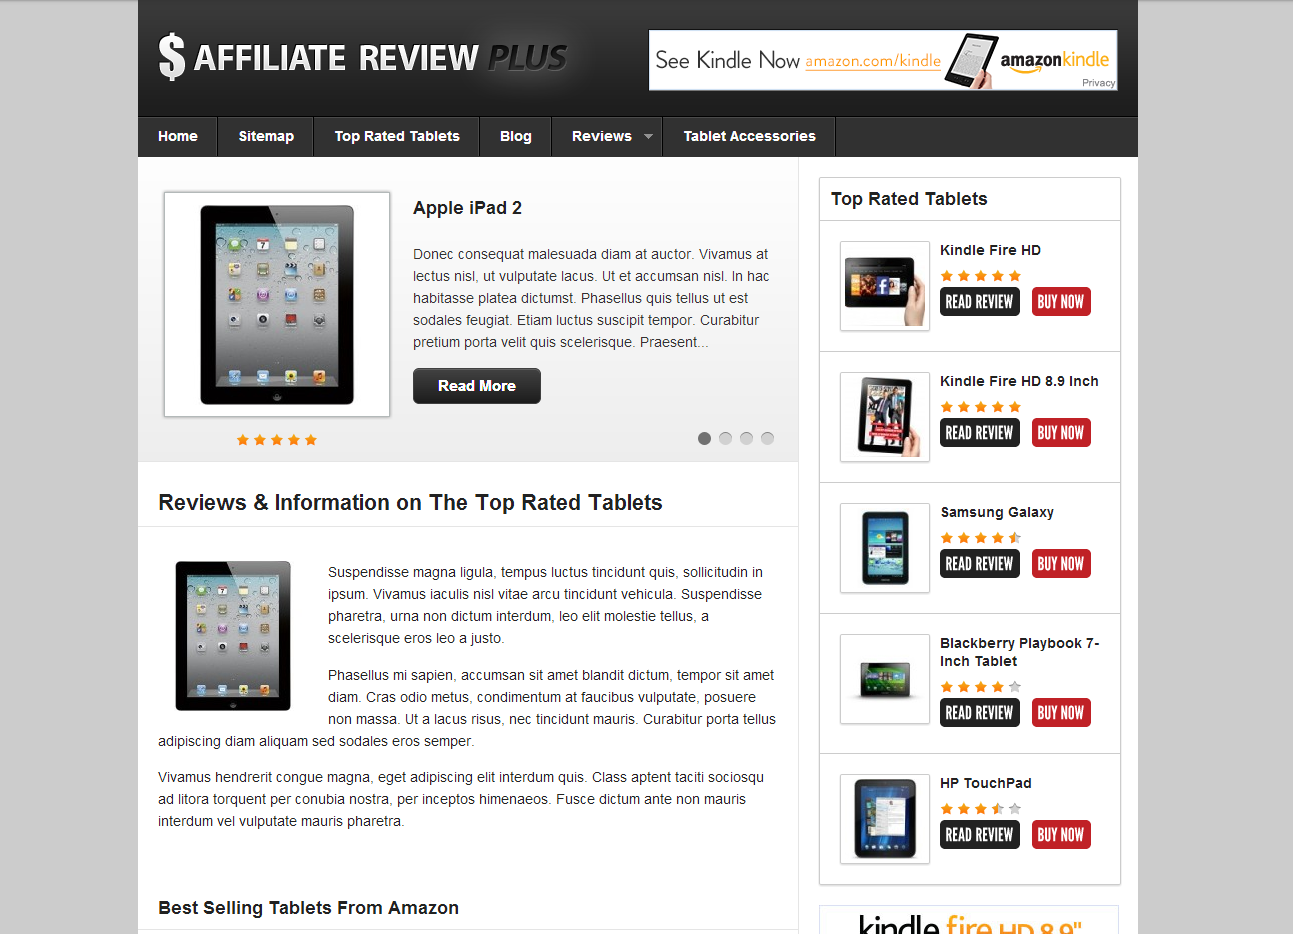 $ AFFILIATE REVIEW PLUS
See Kindle Now amazon.com/kindle amazonkindle
Privacy
Home Sitemap Top Rated Tablets Blog Reviews Tablet Accessories
Apple iPad 2
Donec consequat malesuada diam at auctor. Vivamus at
lectus nisl, ut vulputate lacus. Ut et accumsan nisl. In hac
habitasse platea dictumst. Phasellus quis tellus ut est
sodales feugiat. Etiam luctus suscipit tempor. Curabitur
pretium porta velit quis scelerisque. Praesent...
Read More
Reviews & Information on The Top Rated Tablets
Suspendisse magna ligula, tempus luctus tincidunt quis, sollicitudin in
ipsum. Vivamus iaculis nisl vitae arcu tincidunt vehicula. Suspendisse
pharetra, urna non dictum interdum, leo elit molestie tellus, a
scelerisque eros leo a justo.
Phasellus mi sapien, accumsan sit amet blandit dictum, tempor sit amet
diam. Cras odio metus, condimentum at faucibus vulputate, posuere
non massa. Ut a lacus risus, nec tincidunt mauris. Curabitur porta tellus
adipiscing diam aliquam sed sodales eros semper.
Vivamus hendrerit congue magna, eget adipiscing elit interdum quis. Class aptent taciti sociosqu
ad litora torquent per conubia nostra, per inceptos himenaeos. Fusce dictum ante non mauris
interdum vel vulputate mauris pharetra.
Best Selling Tablets From Amazon
Top Rated Tablets
Kindle Fire HD
READ REVIEW BUY NOW
Kindle Fire HD 8.9 Inch
READ REVIEW BUY NOW
Samsung Galaxy
READ REVIEW BUY NOW
Blackberry Playbook 7-
Inch Tablet
READ REVIEW BUY NOW
HP TouchPad
READ REVIEW BUY NOW
kindle fire HD 8.9"